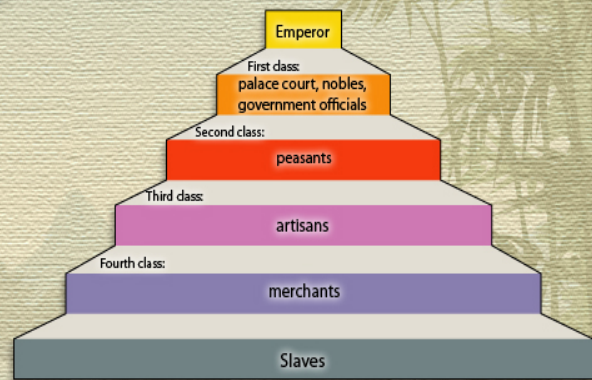 Emperor
First class:
palace court, nobles,
government officials
Second class:
peasants
Third class:
artisans
Fourth class:
merchants
Slaves